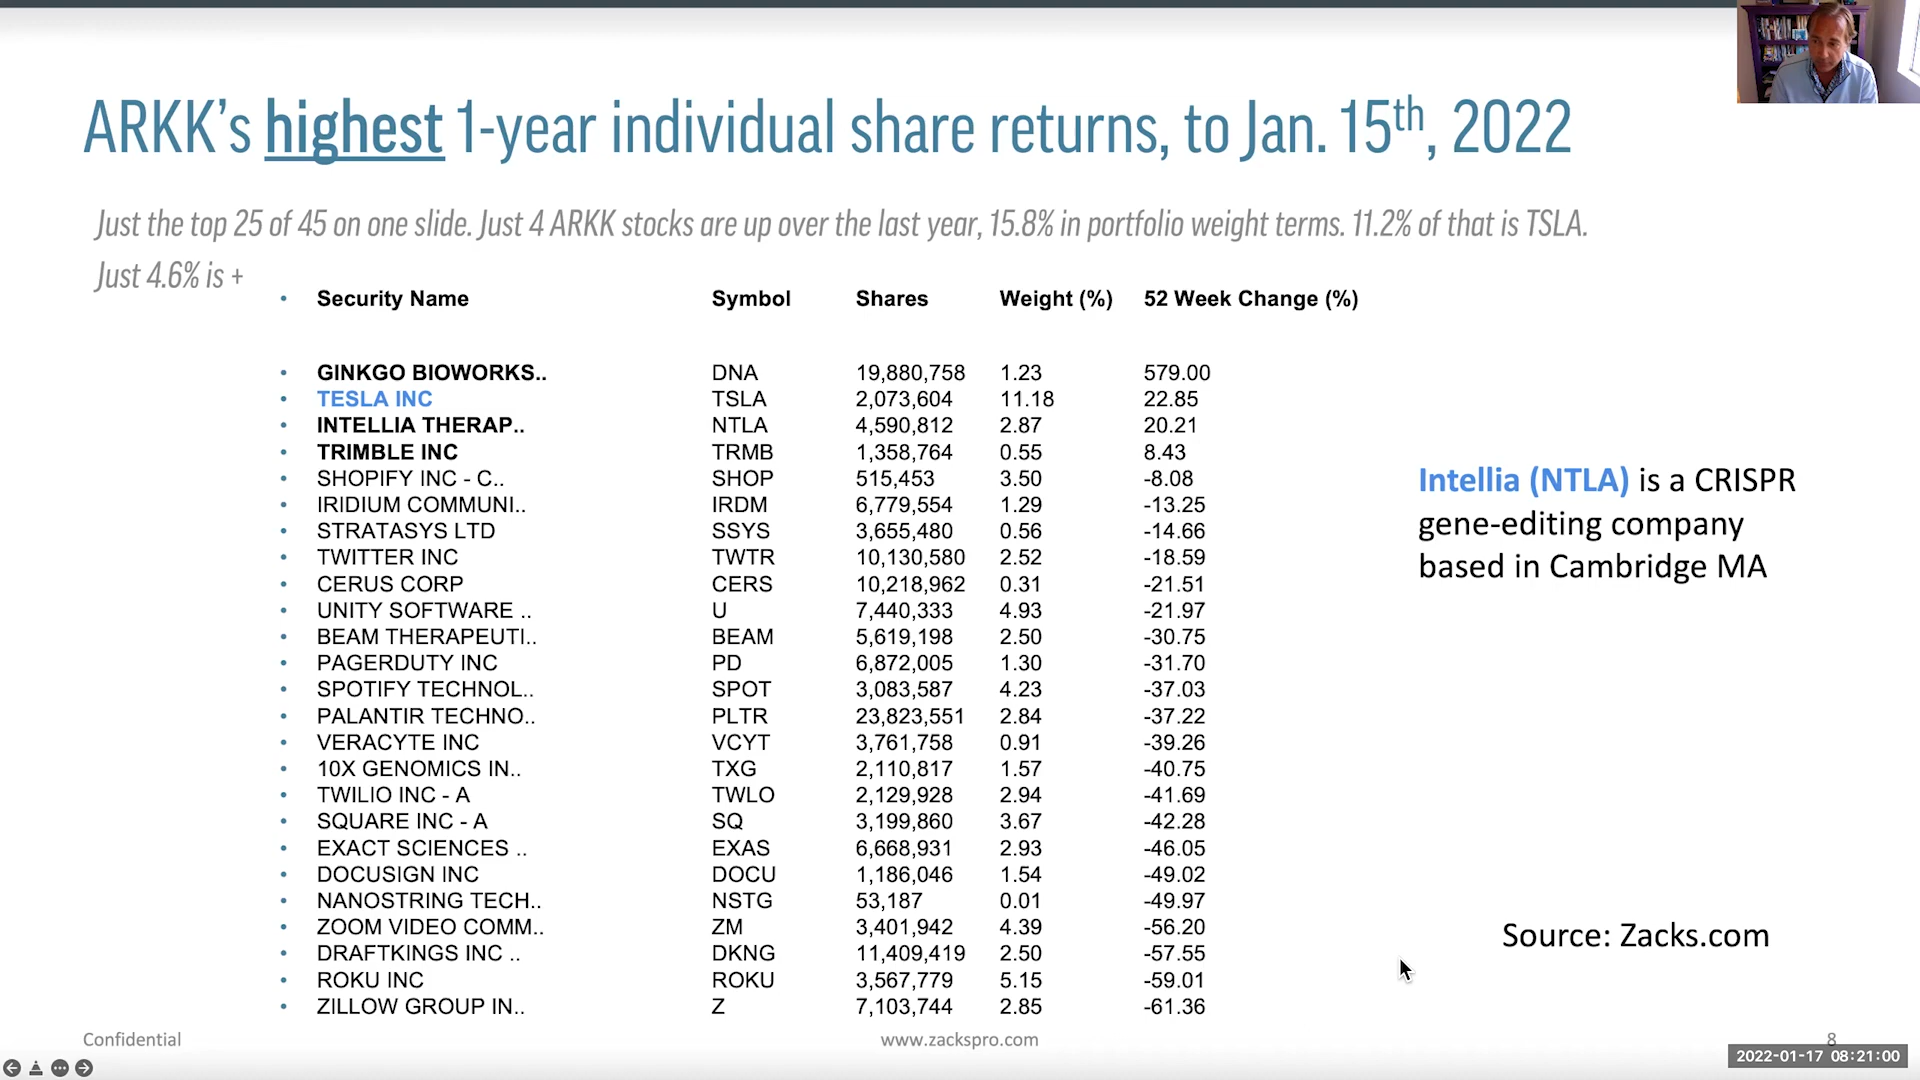 ARKK's highest 1-year individual share returns, to Jan. 15th, 2022
Just the top 25 of 45 on one slide. Just 4 ARKK stocks are up over the last year, 15.8% in portfolio weight terms. 11.2% of that is TSLA.
Just 4.6% is +
• Security Name Symbol Shares Weight (%) 52 Week Change (%)
• GINKGO BIOWORKS.. DNA 19,880,758 1.23 579.00
• TESLA INC TSLA 2,073,604 11.18 22.85
• INTELLIA THERAP.. NTLA 4,590,812 2.87 20.21
• TRIMBLE INC TRMB 1,358,764 0.55 8.43
• SHOPIFY INC - C.. SHOP 515,453 3.50 -8.08
• IRIDIUM COMMUNI.. IRDM 6,779,554 1.29 -13.25
• STRATASYS LTD SSYS 3,655,480 0.56 -14.66
• TWITTER INC TWTR 10,130,580 2.52 -18.59
• CERUS CORP CERS 10,218,962 0.31 -21.51
• UNITY SOFTWARE .. U 7,440,333 4.93 -21.97
• BEAM THERAPEUTI.. BEAM 5,619,198 2.50 -30.75
• PAGERDUTY INC PD 6,872,005 1.30 -31.70
• SPOTIFY TECHNOL.. SPOT 3,083,587 4.23 -37.03
• PALANTIR TECHNO.. PLTR 23,823,551 2.84 -37.22
• VERACYTE INC VCYT 3,761,758 0.91 -39.26
• 10X GENOMICS IN.. TXG 2,110,817 1.57 -40.75
• TWILIO INC - A TWLO 2,129,928 2.94 -41.69
• SQUARE INC - A SQ 3,199,860 3.67 -42.28
• EXACT SCIENCES .. EXAS 6,668,931 2.93 -46.05
• DOCUSIGN INC DOCU 1,186,046 1.54 -49.02
• NANOSTRING TECH.. NSTG 53,187 0.01 -49.97
• ZOOM VIDEO COMM.. ZM 3,401,942 4.39 -56.20
• DRAFTKINGS INC .. DKNG 11,409,419 2.50 -57.55
• ROKU INC ROKU 3,567,779 5.15 -59.01
• ZILLOW GROUP IN.. Z 7,103,744 2.85 -61.36
Intellia (NTLA) is a CRISPR
gene-editing company
based in Cambridge MA
Source: Zacks.com
Confidential
www.zackspro.com
8
2022-01-17 08:21:00